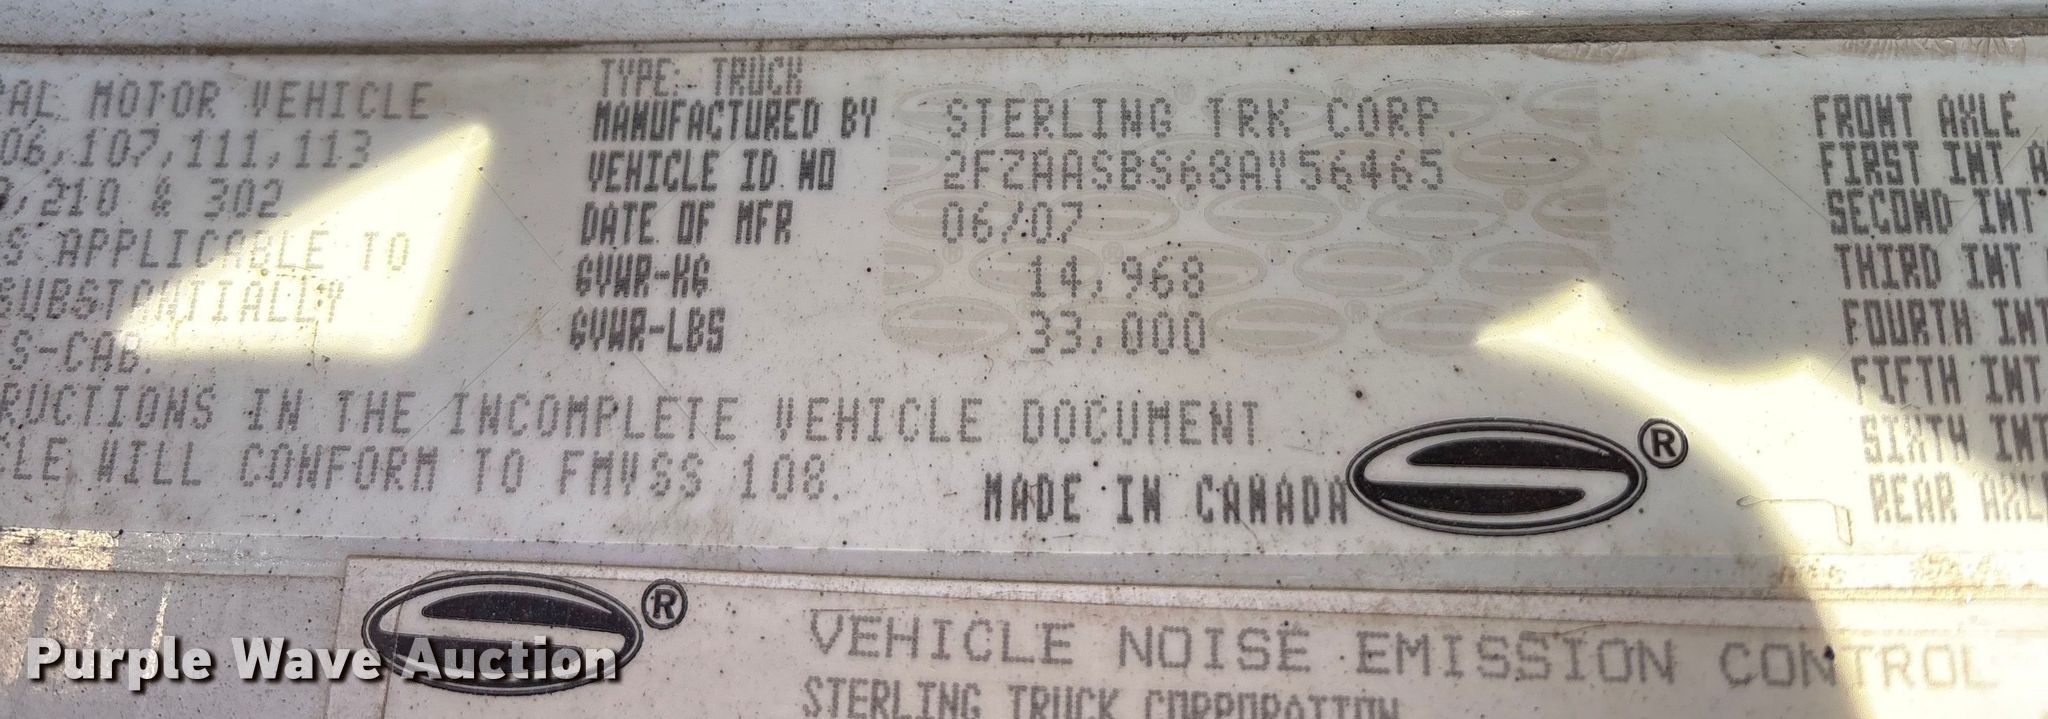 TYPE: TRUCK
CAL MOTOR VEHICLE
MANUFACTURED BY STERLING TRK CORP.
FRONT AXLE
06,107,111,113
VEHICLE ID NO 2FZAASBS68AY56465
FIRST INT
,210 & 302
DATE OF MFR 06/07
SECOND INT
S APPLICABLE TO
GVWR-KG 14,968
THIRD INT
SUBSTANTIALLY
GVWR-LBS 33,000
FOURTH INT
S-CAB.
FIFTH INT
RUCTIONS IN THE INCOMPLETE VEHICLE DOCUMENT
SIXTH INT
CLE WILL CONFORM TO FMVSS 108.
MADE IN CANADA ®
REAR AXLE
®
VEHICLE NOISE EMISSION CONTROL
STERLING TRUCK CORPORATION
Purple Wave Auction